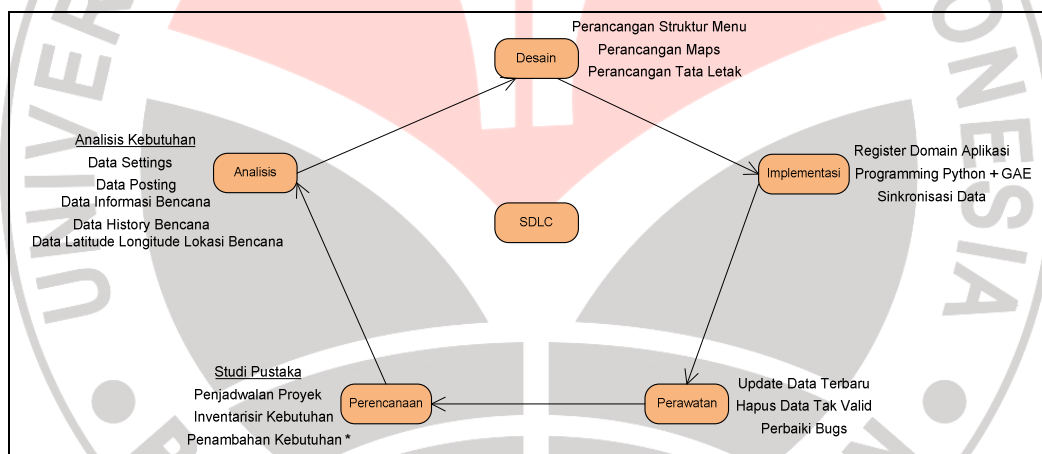 Perancangan Struktur Menu
Perancangan Maps
Perancangan Tata Letak
Desain
Analisis Kebutuhan
Data Settings
Data Posting
Data Informasi Bencana
Data History Bencana
Data Latitude Longitude Lokasi Bencana
Analisis
Implementasi
Register Domain Aplikasi
Programming Python + GAE
Sinkronisasi Data
SDLC
Studi Pustaka
Penjadwalan Proyek
Inventarisir Kebutuhan
Penambahan Kebutuhan *
Perencanaan
Perawatan
Update Data Terbaru
Hapus Data Tak Valid
Perbaiki Bugs